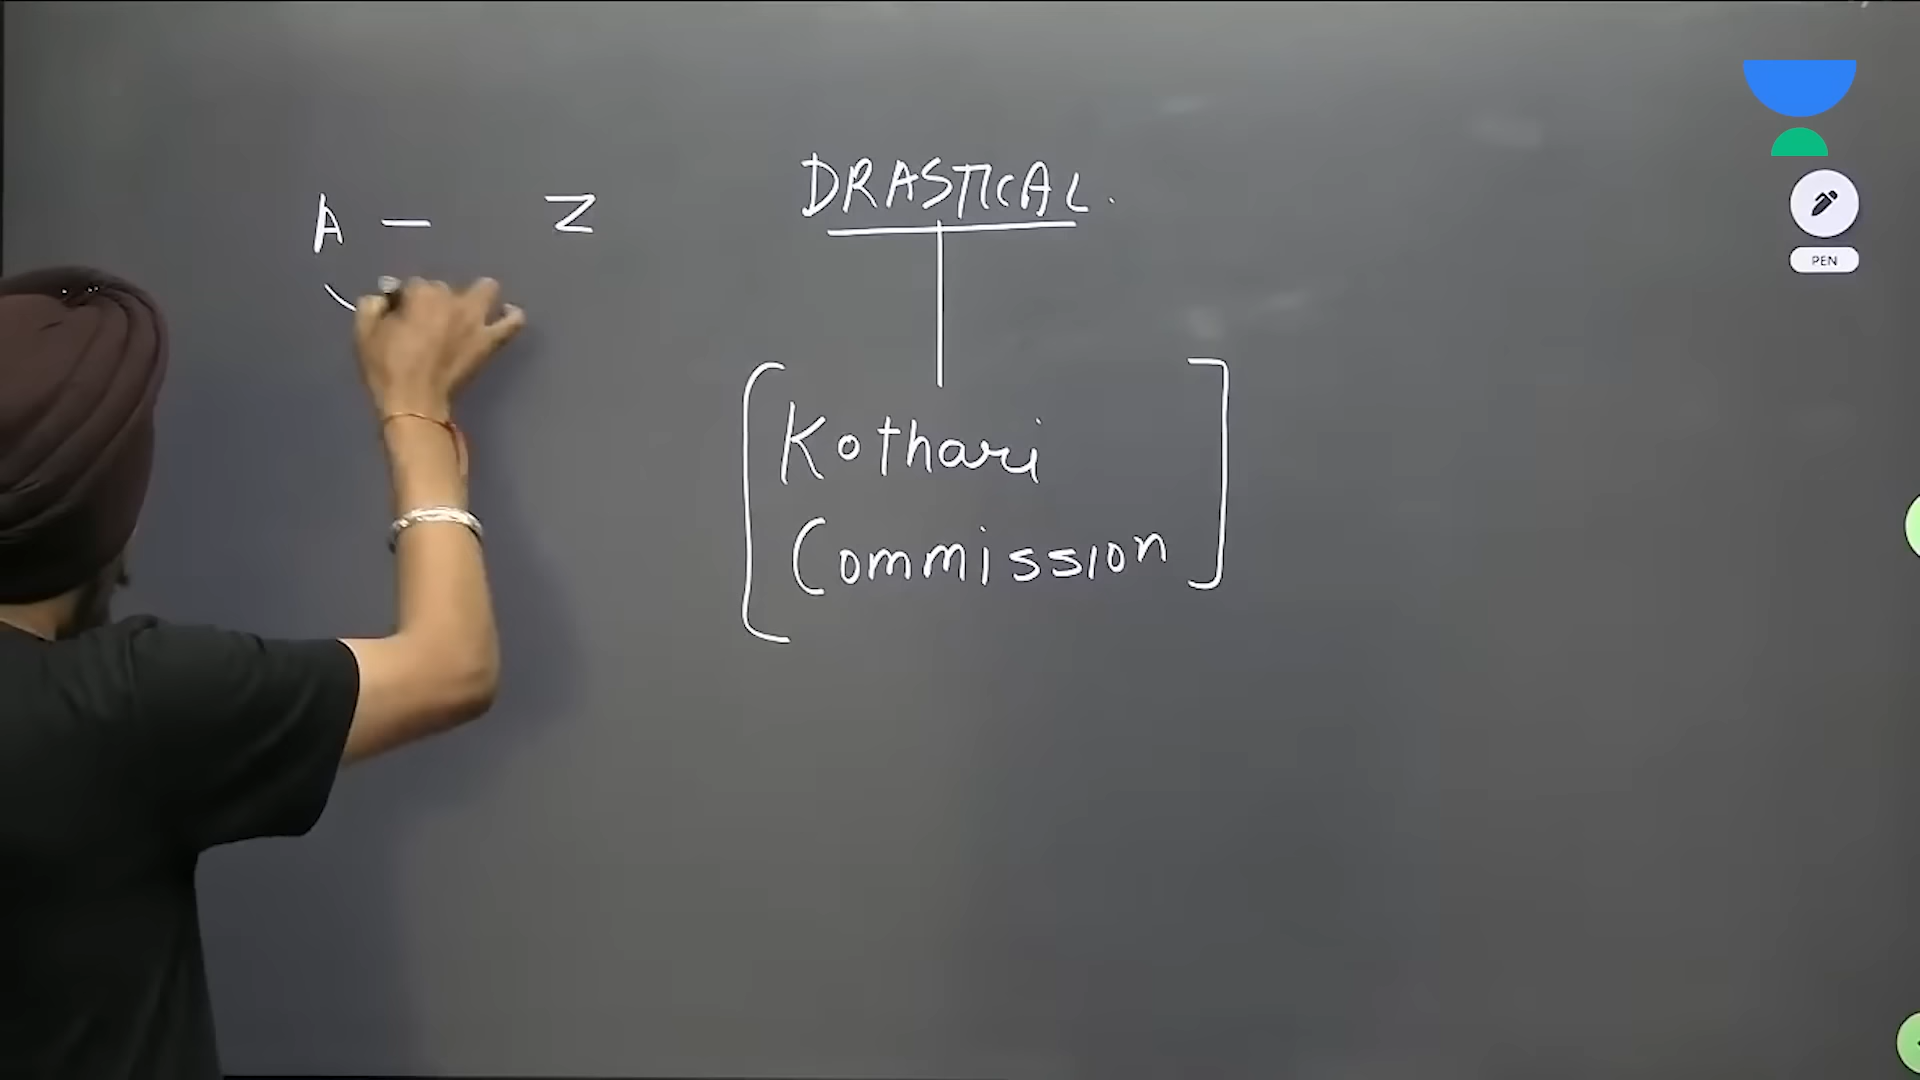 A – Z
DRASTICAL.
Kothari
Commission
PEN